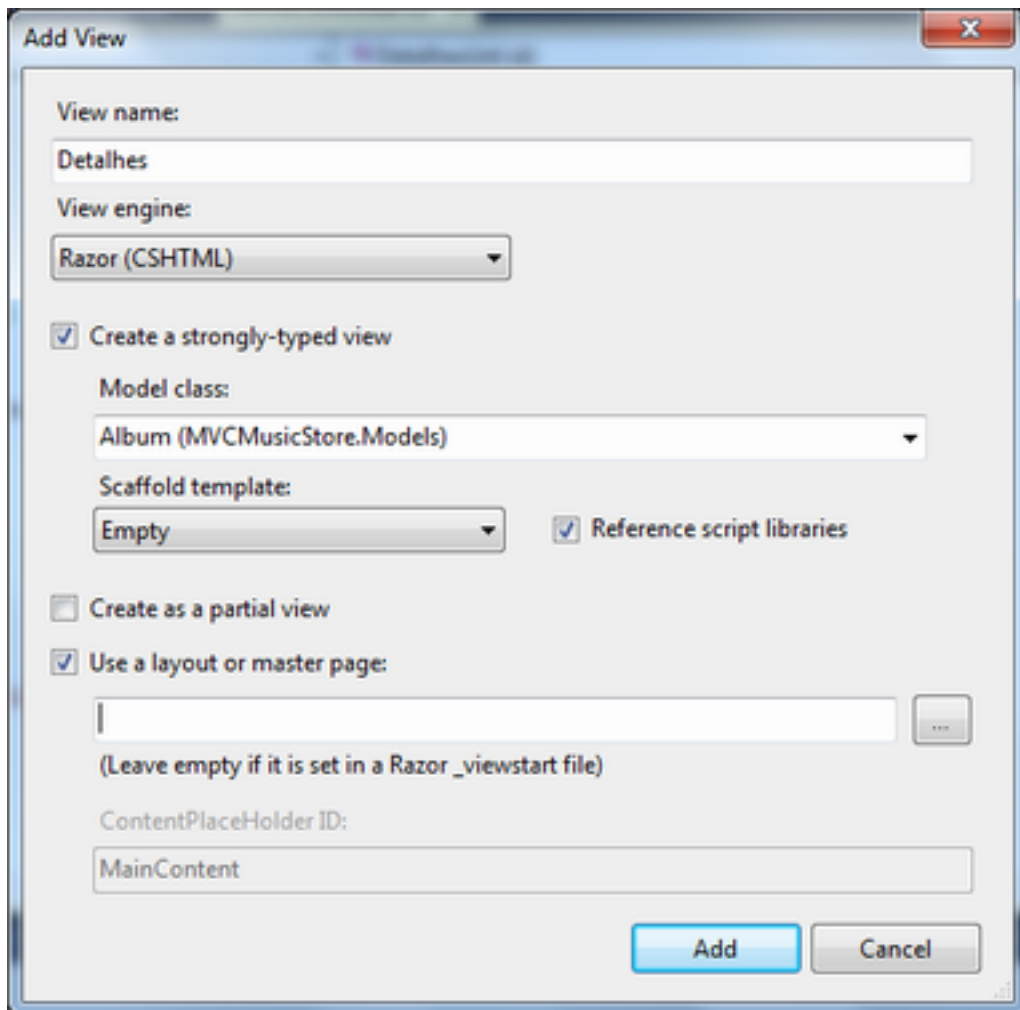 Add View
View name:
Detalhes
View engine:
Razor (CSHTML)
Create a strongly-typed view
Model class:
Album (MVCMusicStore.Models)
Scaffold template:
Empty
Reference script libraries
Create as a partial view
Use a layout or master page:
...
(Leave empty if it is set in a Razor _viewstart file)
ContentPlaceHolder ID:
MainContent
Add
Cancel